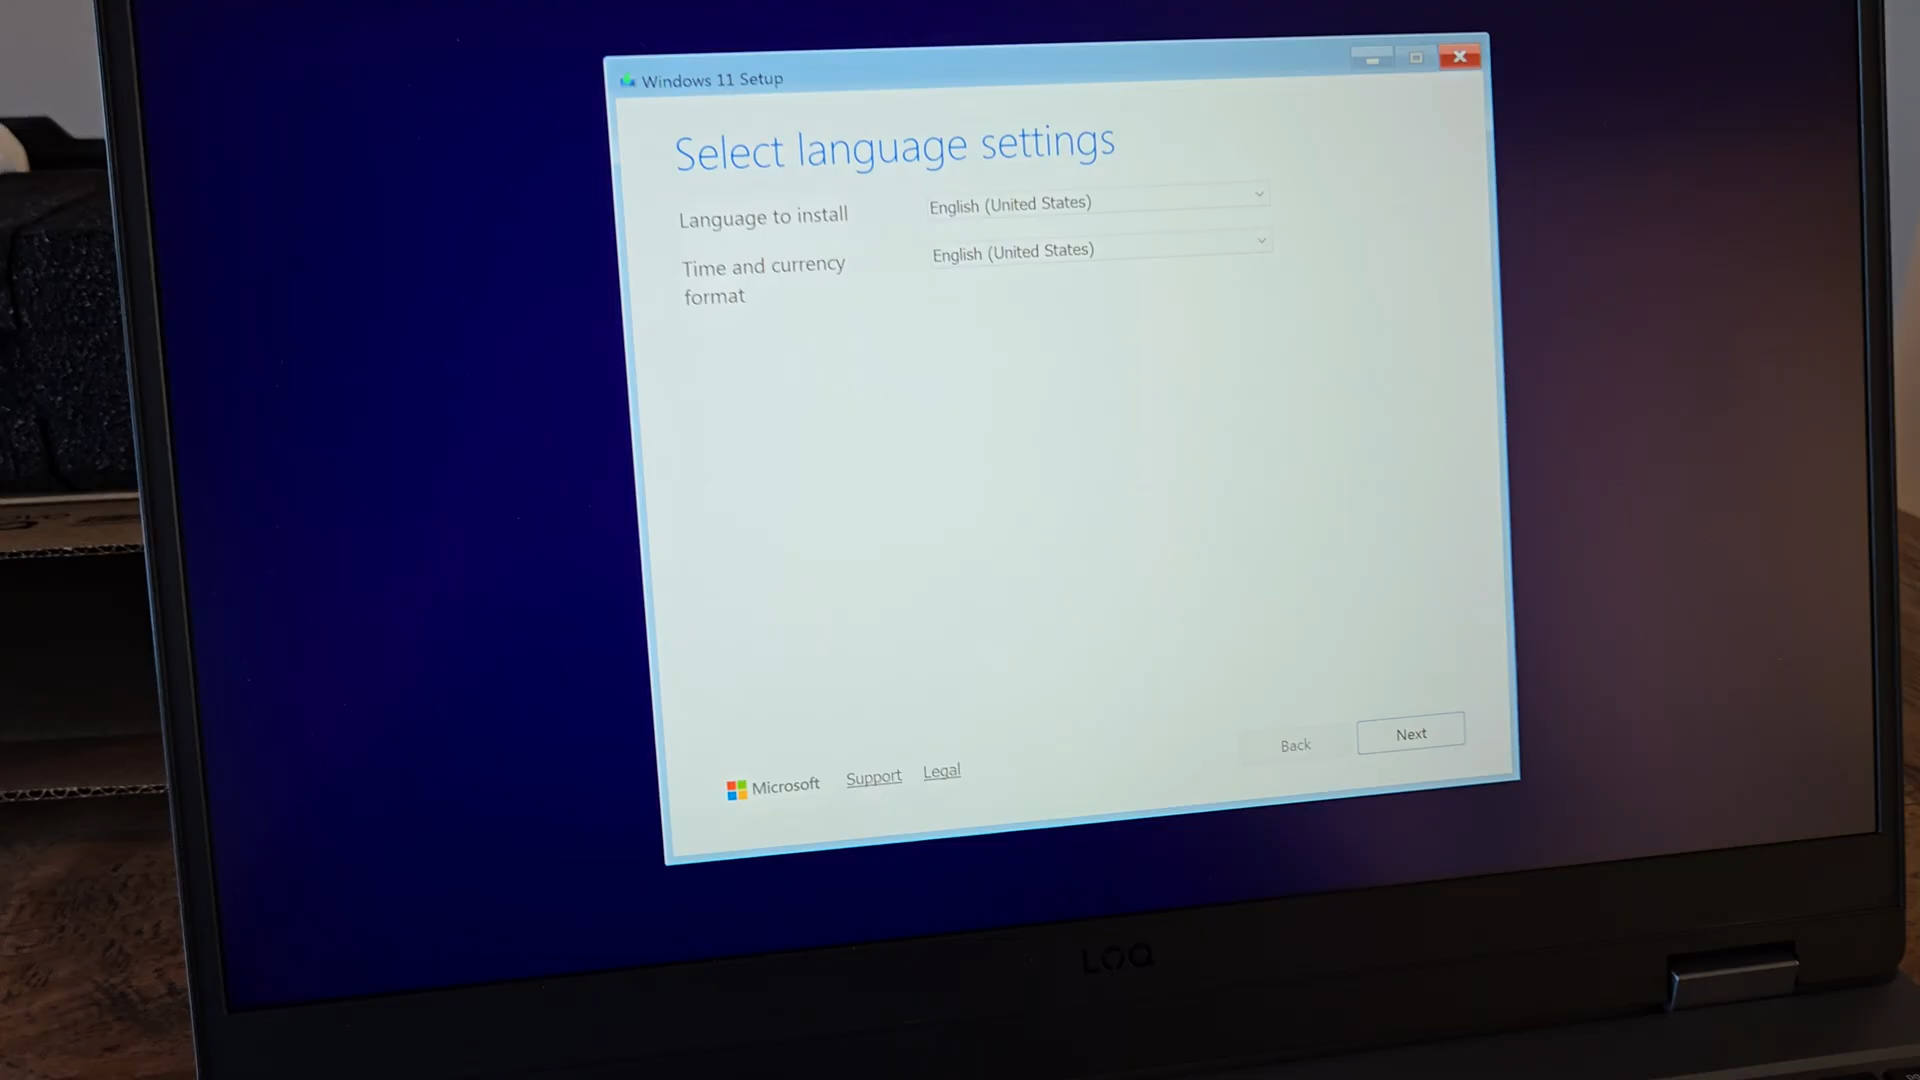 Windows 11 Setup
Select language settings
Language to install
English (United States)
Time and currency
format
English (United States)
Back
Next
Microsoft
Support
Legal
LOQ